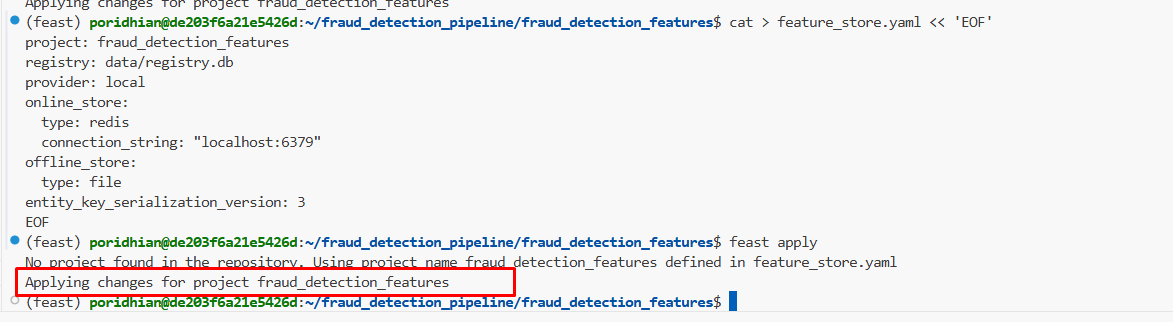 Applying changes for project fraud_detection_features
(feast) poridhian@de203f6a21e5426d:~/fraud_detection_pipeline/fraud_detection_features$ cat > feature_store.yaml << 'EOF'
project: fraud_detection_features
registry: data/registry.db
provider: local
online_store:
  type: redis
  connection_string: "localhost:6379"
offline_store:
  type: file
entity_key_serialization_version: 3
EOF
(feast) poridhian@de203f6a21e5426d:~/fraud_detection_pipeline/fraud_detection_features$ feast apply
No project found in the repository. Using project name fraud_detection_features defined in feature_store.yaml
Applying changes for project fraud_detection_features
(feast) poridhian@de203f6a21e5426d:~/fraud_detection_pipeline/fraud_detection_features$